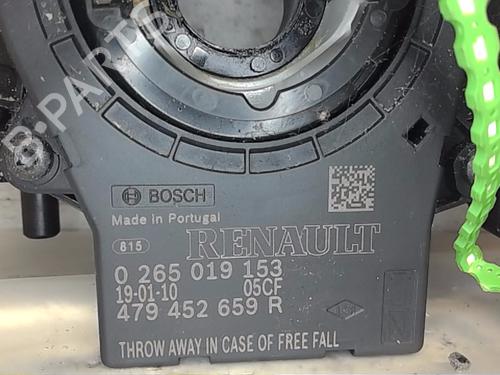 B-PARTS
BOSCH
Made in Portugal
815
RENAULT
0 265 019 153
19-01-10 05CF
479 452 659 R
THROW AWAY IN CASE OF FREE FALL